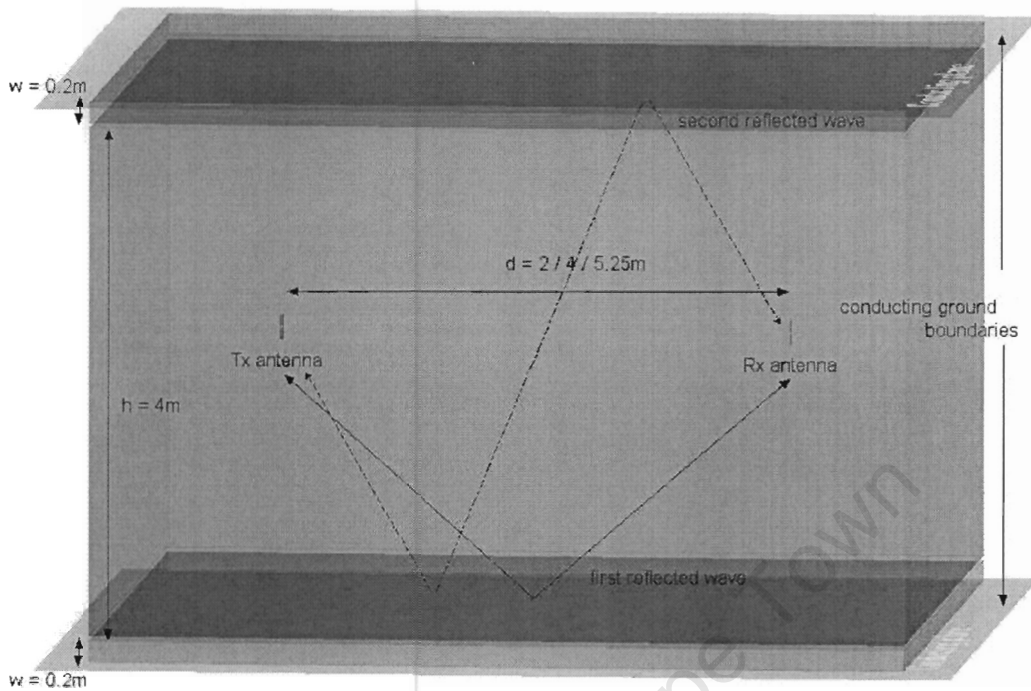 w = 0.2m
second reflected wave
d = 2 / 4 / 5.25m
conducting ground
boundaries
Tx antenna
Rx antenna
h = 4m
first reflected wave
w = 0.2m
Town